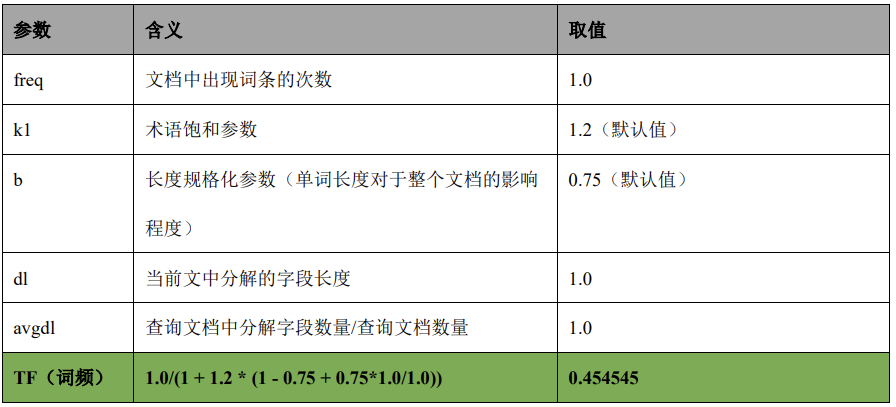 参数 含义 取值
freq 文档中出现词条的次数 1.0
k1 术语饱和参数 1.2（默认值）
b 长度规格化参数（单词长度对于整个文档的影响 0.75（默认值）
程度）
dl 当前文中分解的字段长度 1.0
avgdl 查询文档中分解字段数量/查询文档数量 1.0
TF（词频） 1.0/(1 + 1.2 * (1 - 0.75 + 0.75*1.0/1.0)) 0.454545